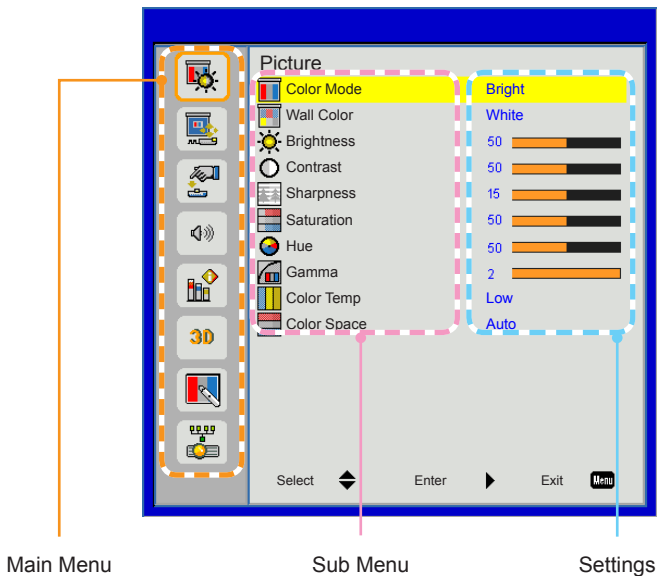 Picture
Color Mode Bright
Wall Color White
Brightness 50
Contrast 50
Sharpness 15
Saturation 50
Hue 50
Gamma 2
Color Temp Low
Color Space Auto
3D
Select Enter Exit Menu
Main Menu Sub Menu Settings